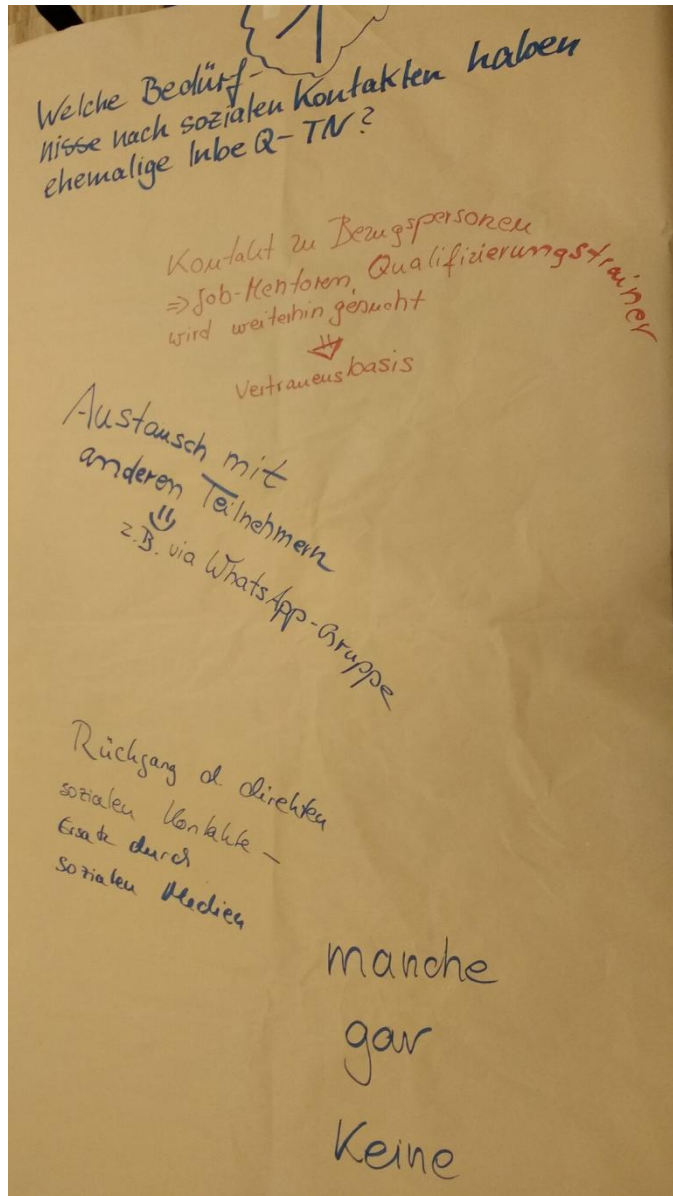 1
Welche Bedürf-
nisse nach sozialen Kontakten haben
ehemalige InbeQ-TN?
Kontakt zu Bezugspersonen
⇒ Job-Mentoren, Qualifizierungstrainer
wird weiterhin gesucht
⇓
Vertrauensbasis
Austausch mit
anderen Teilnehmern
⇓
z.B. via WhatsApp-Gruppe
Rückgang d. direkten
sozialen Kontakte –
Ersatz durch
sozialen Medien
manche
gar
Keine